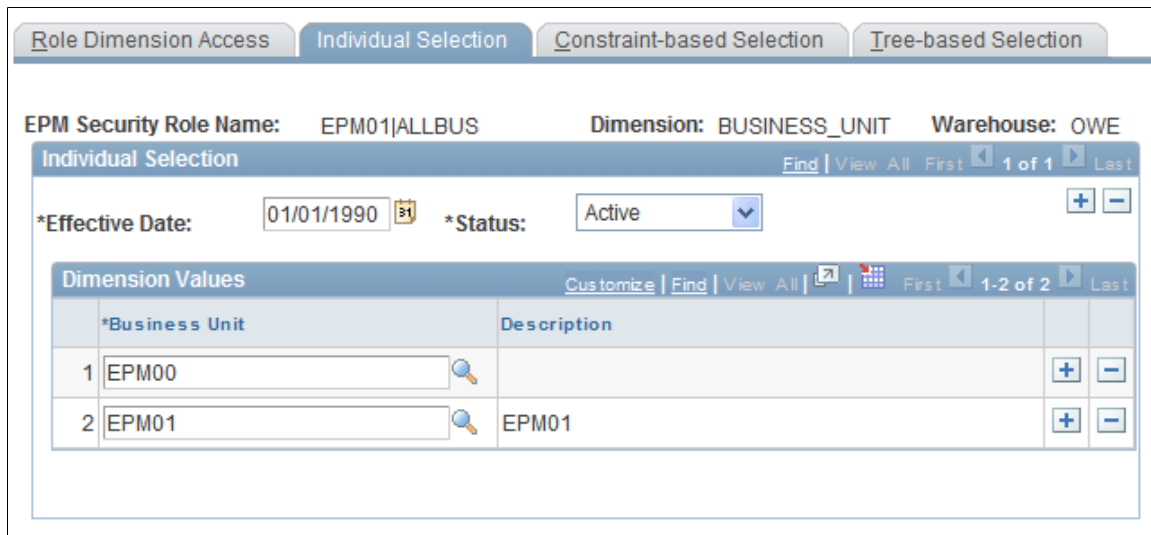 Role Dimension Access Individual Selection Constraint-based Selection Tree-based Selection
EPM Security Role Name: EPM01|ALLBUS Dimension: BUSINESS_UNIT Warehouse: OWE
Individual Selection Find | View All First 1 of 1 Last
*Effective Date: 01/01/1990 31 *Status: Active
Dimension Values Customize | Find | View All | | First 1-2 of 2 Last
*Business Unit Description
1 EPM00
2 EPM01 EPM01